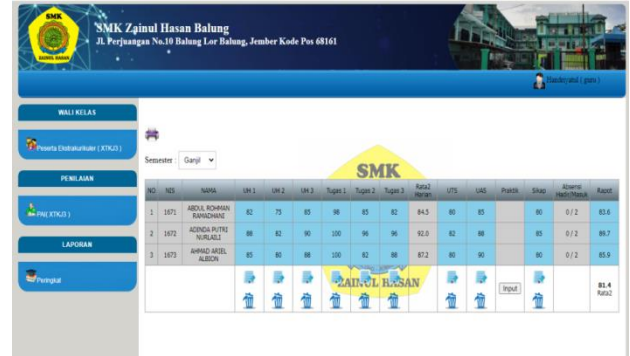 SMK
ZAINUL HASAN
SMK Zainul Hasan Balung
Jl. Perjuangan No.10 Balung Lor Balung, Jember Kode Pos 68161
( guru )
WALI KELAS
Peserta Ekstrakurikuler ( XTKJ3 )
PENILAIAN
PAI( XTKJ3 )
LAPORAN
Peringkat
Semester : Ganjil
SMK
ZAINUL HASAN
NO NIS NAMA UH 1 UH 2 UH 3 Tugas 1 Tugas 2 Tugas 3 Rata2 Harian UTS UAS Praktik Sikap Absensi Hadir/Masuk Rapot
1 1671 ABDUL ROHMAN RAMADHANI 82 75 85 98 85 82 84.5 80 85 80 0 / 2 83.6
2 1672 ADINDA PUTRI NURLAILI 88 82 90 100 96 96 92.0 82 88 85 0 / 2 89.7
3 1673 AHMAD ARIEL ALBION 85 80 88 100 82 88 87.2 80 90 80 0 / 2 85.9
Input 81.4
Rata2